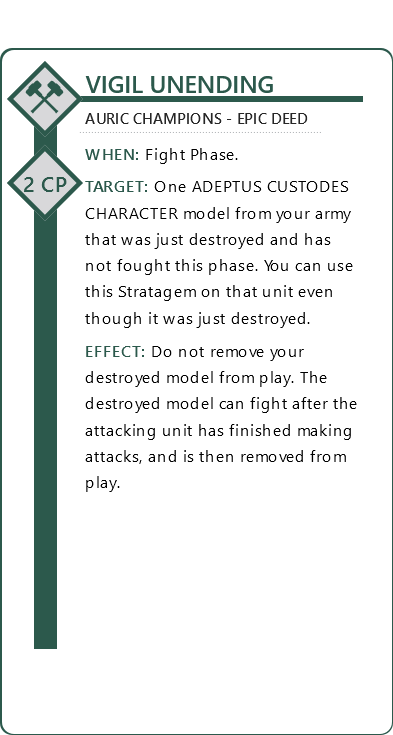 VIGIL UNENDING
AURIC CHAMPIONS - EPIC DEED
WHEN: Fight Phase.
2 CP
TARGET: One ADEPTUS CUSTODES
CHARACTER model from your army
that was just destroyed and has
not fought this phase. You can use
this Stratagem on that unit even
though it was just destroyed.
EFFECT: Do not remove your
destroyed model from play. The
destroyed model can fight after the
attacking unit has finished making
attacks, and is then removed from
play.